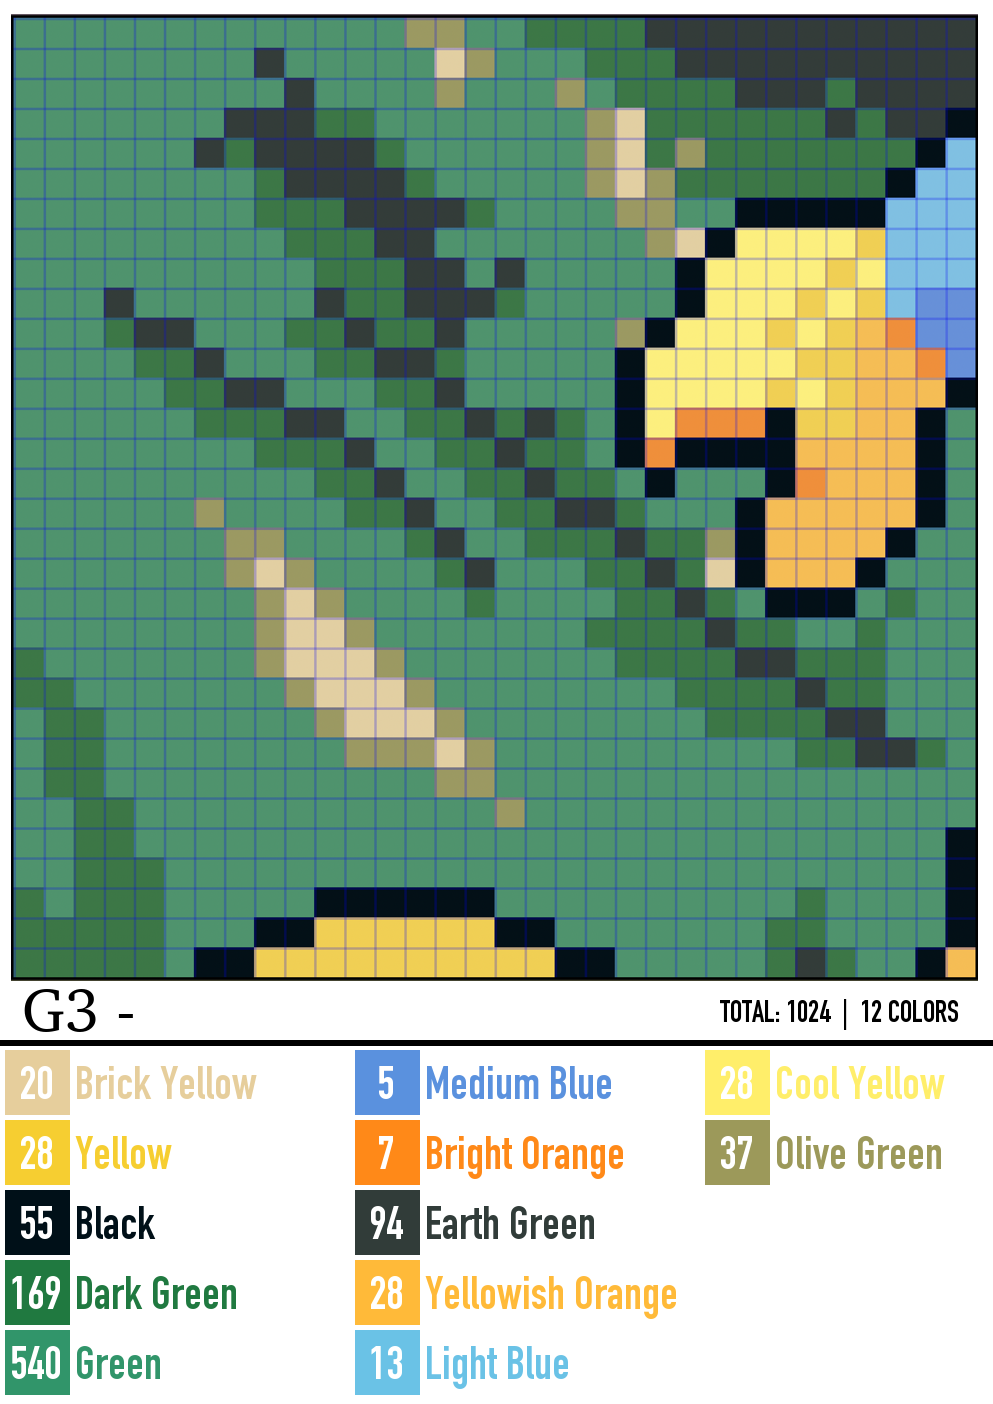 G3 -
TOTAL: 1024 | 12 COLORS
20 Brick Yellow
28 Yellow
55 Black
169 Dark Green
540 Green
5 Medium Blue
7 Bright Orange
94 Earth Green
28 Yellowish Orange
13 Light Blue
28 Cool Yellow
37 Olive Green